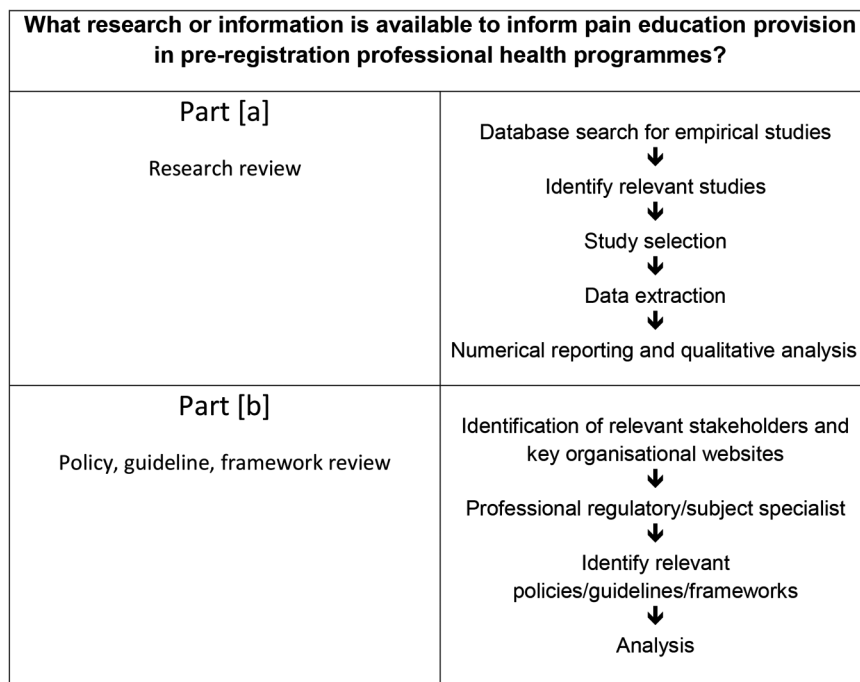 What research or information is available to inform pain education provision
in pre-registration professional health programmes?
Part [a]
Research review
Database search for empirical studies
↓
Identify relevant studies
↓
Study selection
↓
Data extraction
↓
Numerical reporting and qualitative analysis
Part [b]
Policy, guideline, framework review
Identification of relevant stakeholders and
key organisational websites
↓
Professional regulatory/subject specialist
↓
Identify relevant
policies/guidelines/frameworks
↓
Analysis